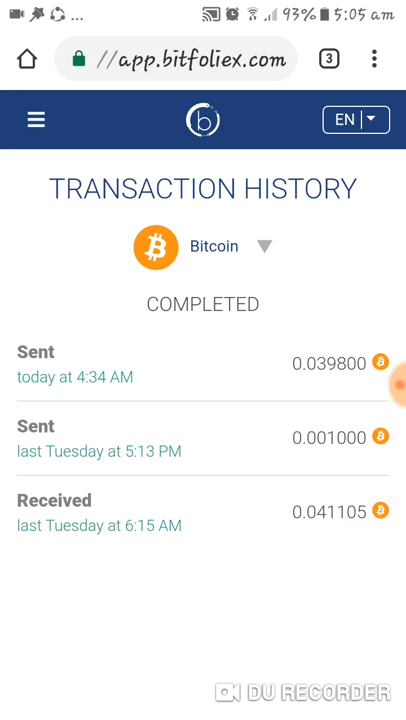 ... 93% 5:05 am
//app.bitfoliex.com 3
b EN
TRANSACTION HISTORY
Bitcoin
COMPLETED
Sent 0.039800
today at 4:34 AM
Sent 0.001000
last Tuesday at 5:13 PM
Received 0.041105
last Tuesday at 6:15 AM
DU RECORDER